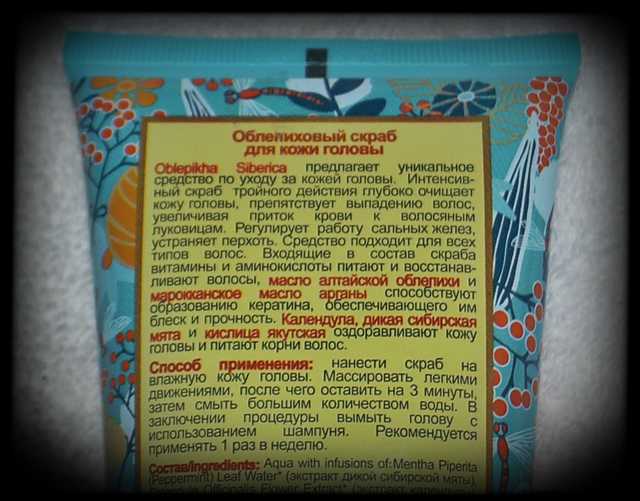 Облепиховый скраб
для кожи головы
Oblepikha Siberica предлагает уникальное
средство по уходу за кожей головы. Интенсив-
ный скраб тройного действия глубоко очищает
кожу головы, препятствует выпадению волос,
увеличивая приток крови к волосяным
луковицам. Регулирует работу сальных желез,
устраняет перхоть. Средство подходит для всех
типов волос. Входящие в состав скраба
витамины и аминокислоты питают и восстанав-
ливают волосы, масло алтайской облепихи и
марокканское масло арганы способствуют
образованию кератина, обеспечивающего им
блеск и прочность. Календула, дикая сибирская
мята и кислица якутская оздоравливают кожу
головы и питают корни волос.
Способ применения: нанести скраб на
влажную кожу головы. Массировать легкими
движениями, после чего оставить на 3 минуты,
затем смыть большим количеством воды. В
заключении процедуры вымыть голову с
использованием шампуня. Рекомендуется
применять 1 раз в неделю.
Состав/Ingredients: Aqua with infusions of: Mentha Piperita
(Peppermint) Leaf Water* (экстракт дикой сибирской мяты),
Officinalis Flower Extract* (экстракт